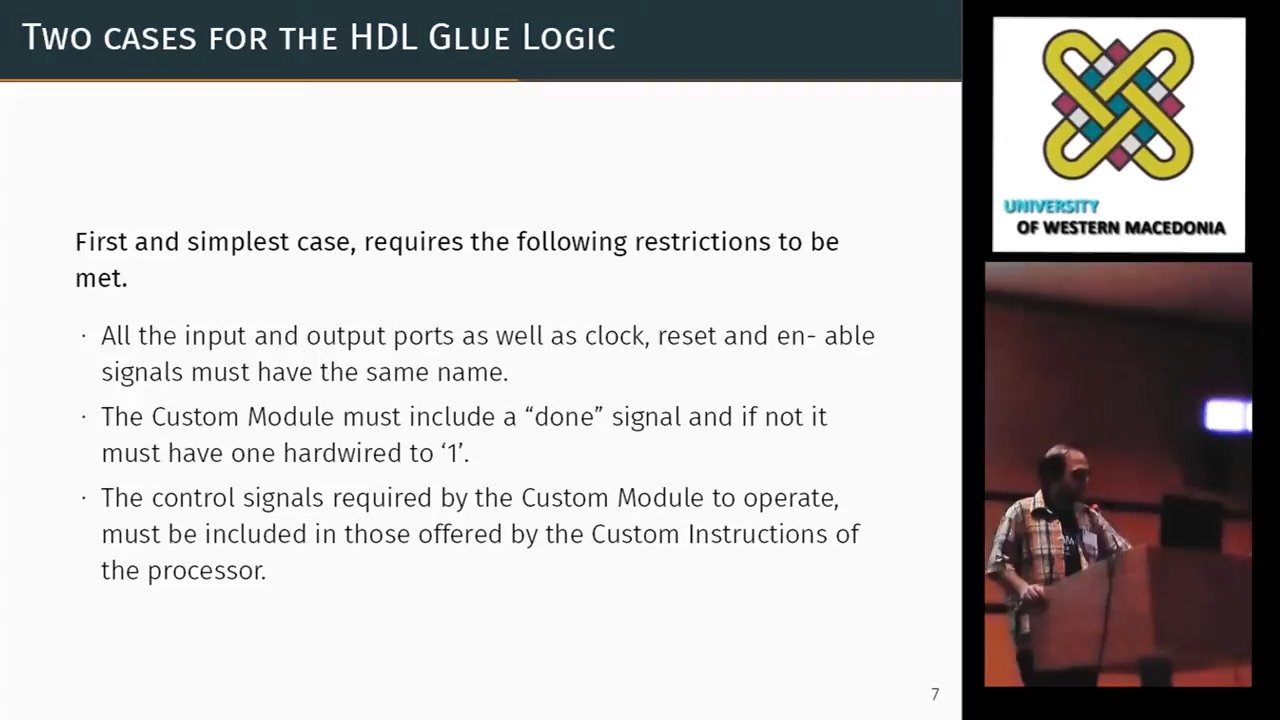 Two cases for the HDL Glue Logic
First and simplest case, requires the following restrictions to be
met.
· All the input and output ports as well as clock, reset and en- able
signals must have the same name.
· The Custom Module must include a “done” signal and if not it
must have one hardwired to ‘1’.
· The control signals required by the Custom Module to operate,
must be included in those offered by the Custom Instructions of
the processor.
7
UNIVERSITY
OF WESTERN MACEDONIA